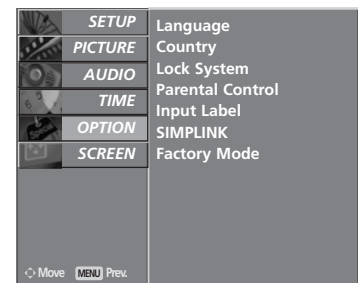 SETUP
PICTURE
AUDIO
TIME
OPTION
SCREEN
Language
Country
Lock System
Parental Control
Input Label
SIMPLINK
Factory Mode
Move MENU Prev.